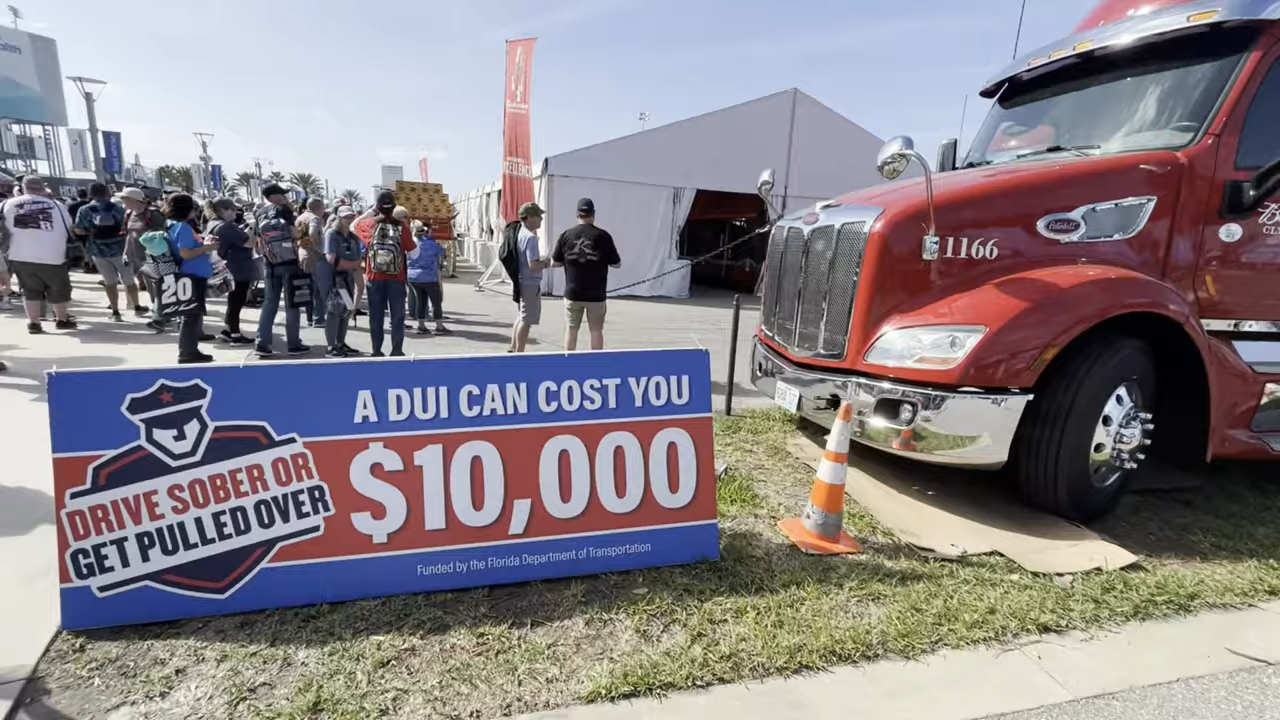 A DUI CAN COST YOU
$10,000
DRIVE SOBER OR
GET PULLED OVER
Funded by the Florida Department of Transportation
1166
Peterbilt
20